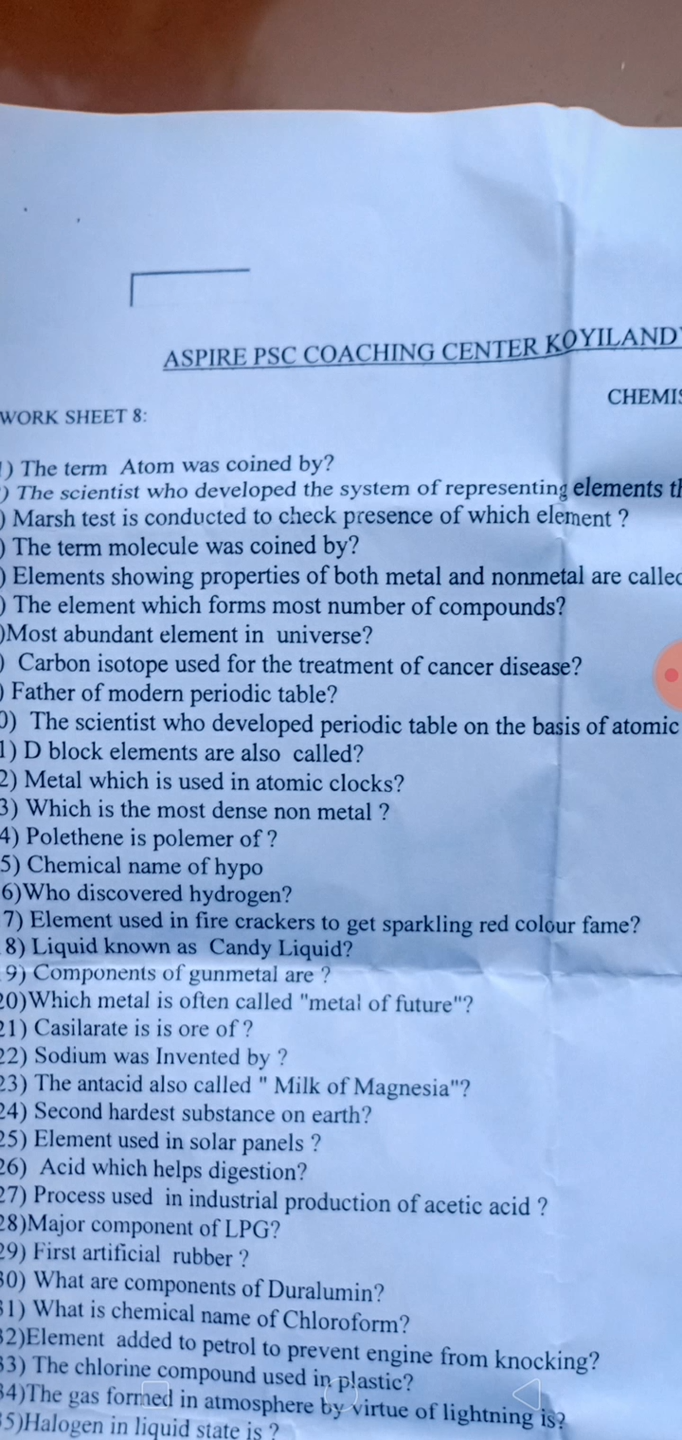 ASPIRE PSC COACHING CENTER KOYILAND
CHEMIS
WORK SHEET 8:
) The term Atom was coined by?
) The scientist who developed the system of representing elements th
) Marsh test is conducted to check presence of which element ?
) The term molecule was coined by?
) Elements showing properties of both metal and nonmetal are called
) The element which forms most number of compounds?
)Most abundant element in universe?
) Carbon isotope used for the treatment of cancer disease?
) Father of modern periodic table?
0) The scientist who developed periodic table on the basis of atomic
1) D block elements are also called?
2) Metal which is used in atomic clocks?
3) Which is the most dense non metal ?
4) Polethene is polemer of ?
5) Chemical name of hypo
6)Who discovered hydrogen?
7) Element used in fire crackers to get sparkling red colour fame?
8) Liquid known as Candy Liquid?
9) Components of gunmetal are ?
20)Which metal is often called "metal of future"?
21) Casilarate is is ore of ?
22) Sodium was Invented by ?
23) The antacid also called " Milk of Magnesia"?
24) Second hardest substance on earth?
25) Element used in solar panels ?
26) Acid which helps digestion?
27) Process used in industrial production of acetic acid ?
28)Major component of LPG?
29) First artificial rubber ?
30) What are components of Duralumin?
31) What is chemical name of Chloroform?
32)Element added to petrol to prevent engine from knocking?
33) The chlorine compound used in plastic?
34)The gas formed in atmosphere by virtue of lightning is?
35)Halogen in liquid state is ?